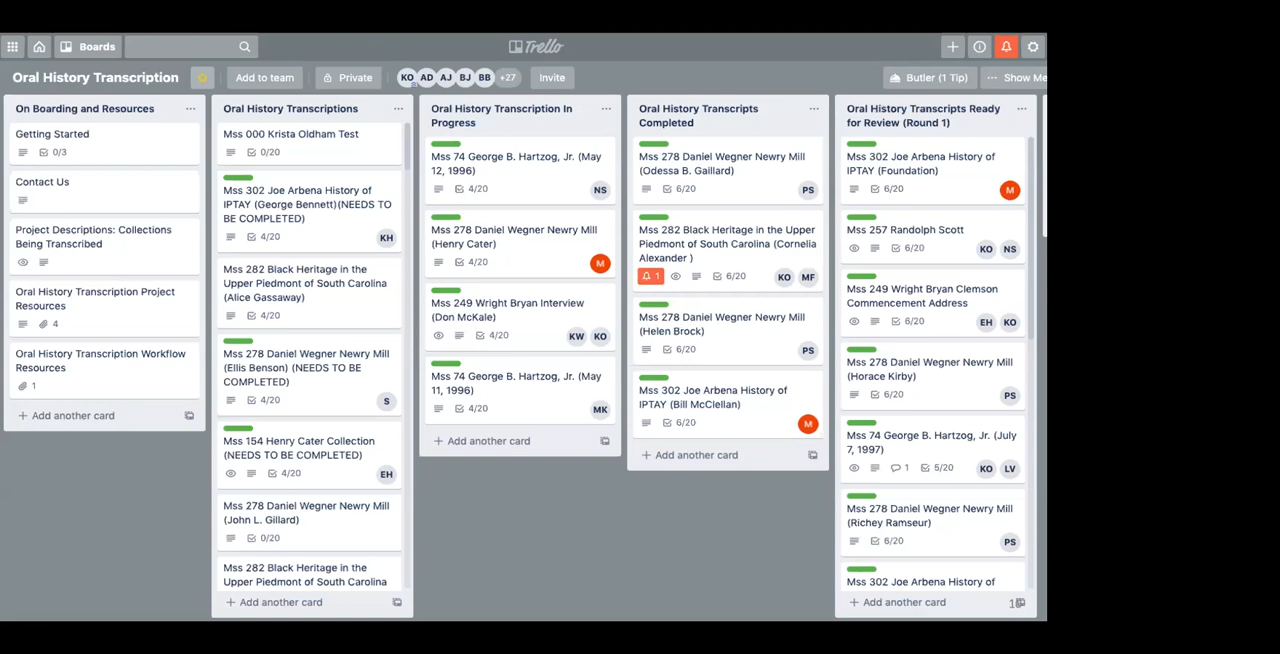 Boards
Trello
Oral History Transcription
Add to team
Private
KO AD AJ BJ BB +27
Invite
Butler (1 Tip)
··· Show Me
On Boarding and Resources
Getting Started
0/3
Contact Us
Project Descriptions: Collections
Being Transcribed
Oral History Transcription Project
Resources
4
Oral History Transcription Workflow
Resources
1
+ Add another card
Oral History Transcriptions
Mss 000 Krista Oldham Test
0/20
Mss 302 Joe Arbena History of
IPTAY (George Bennett)(NEEDS TO
BE COMPLETED)
4/20
KH
Mss 282 Black Heritage in the
Upper Piedmont of South Carolina
(Alice Gassaway)
4/20
Mss 278 Daniel Wegner Newry Mill
(Ellis Benson) (NEEDS TO BE
COMPLETED)
4/20
S
Mss 154 Henry Cater Collection
(NEEDS TO BE COMPLETED)
4/20
EH
Mss 278 Daniel Wegner Newry Mill
(John L. Gillard)
0/20
Mss 282 Black Heritage in the
Upper Piedmont of South Carolina
+ Add another card
Oral History Transcription In
Progress
Mss 74 George B. Hartzog, Jr. (May
12, 1996)
4/20
NS
Mss 278 Daniel Wegner Newry Mill
(Henry Cater)
4/20
M
Mss 249 Wright Bryan Interview
(Don McKale)
4/20
KW KO
Mss 74 George B. Hartzog, Jr. (May
11, 1996)
4/20
MK
+ Add another card
Oral History Transcripts
Completed
Mss 278 Daniel Wegner Newry Mill
(Odessa B. Gaillard)
6/20
PS
Mss 282 Black Heritage in the Upper
Piedmont of South Carolina (Cornelia
Alexander )
1
6/20
KO MF
Mss 278 Daniel Wegner Newry Mill
(Helen Brock)
6/20
PS
Mss 302 Joe Arbena History of
IPTAY (Bill McClellan)
6/20
M
+ Add another card
Oral History Transcripts Ready
for Review (Round 1)
Mss 302 Joe Arbena History of
IPTAY (Foundation)
6/20
M
Mss 257 Randolph Scott
6/20
KO NS
Mss 249 Wright Bryan Clemson
Commencement Address
6/20
EH KO
Mss 278 Daniel Wegner Newry Mill
(Horace Kirby)
6/20
PS
Mss 74 George B. Hartzog, Jr. (July
7, 1997)
1
5/20
KO LV
Mss 278 Daniel Wegner Newry Mill
(Richey Ramseur)
6/20
PS
Mss 302 Joe Arbena History of
+ Add another card